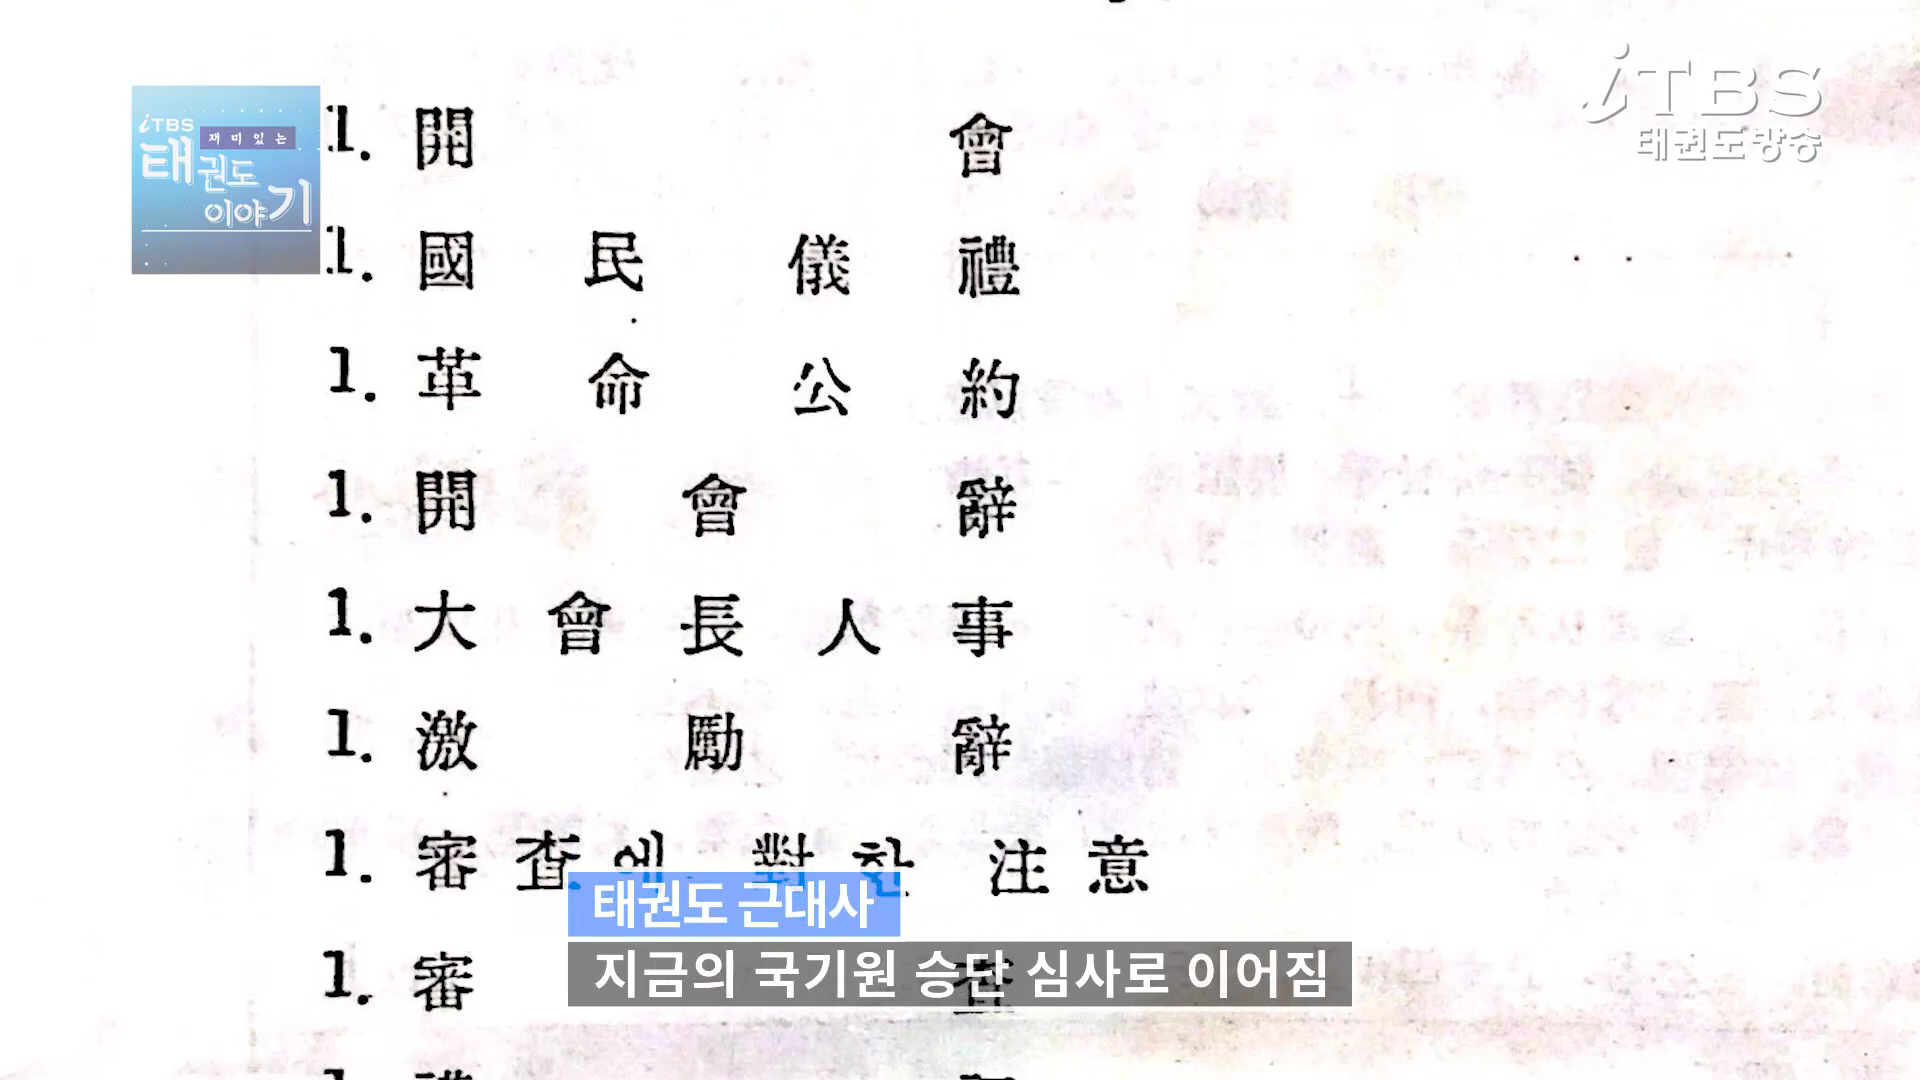 iTBS
태권도방송
iTBS 재미있는
태권도
이야기
1. 開會
1. 國民儀禮
1. 革命公約
1. 開會辭
1. 大會長人事
1. 激勵辭
1. 審查에 對한 注意
1. 審查
태권도 근대사
지금의 국기원 승단 심사로 이어짐